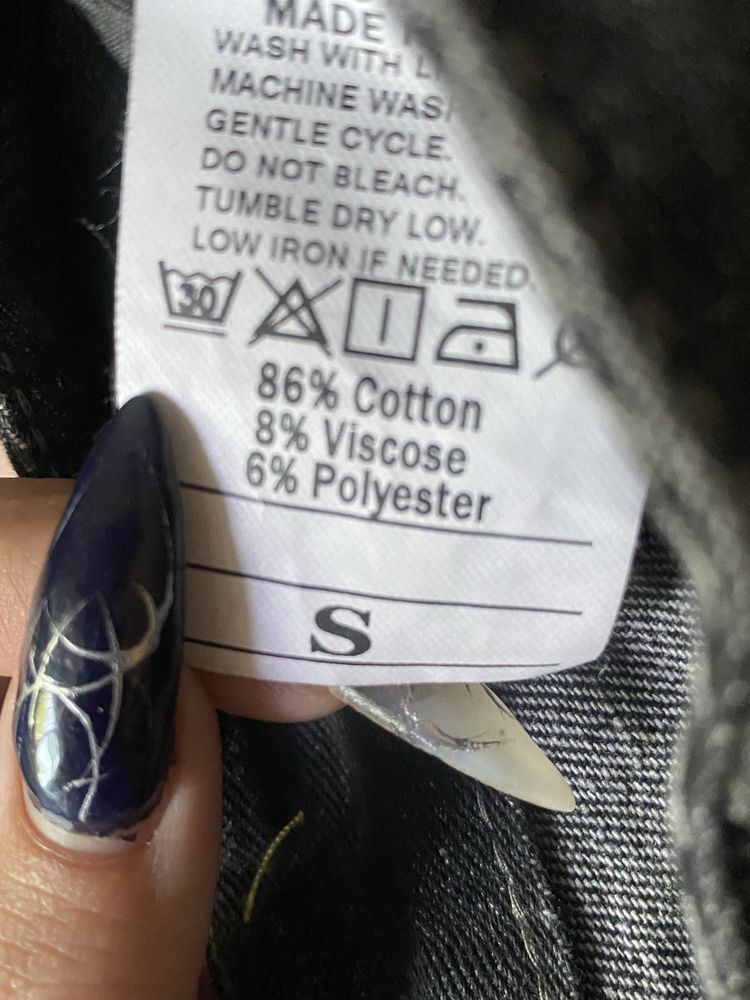 MADE
WASH WITH
MACHINE WASH
GENTLE CYCLE.
DO NOT BLEACH.
TUMBLE DRY LOW.
LOW IRON IF NEEDED.
30
86% Cotton
8% Viscose
6% Polyester
S